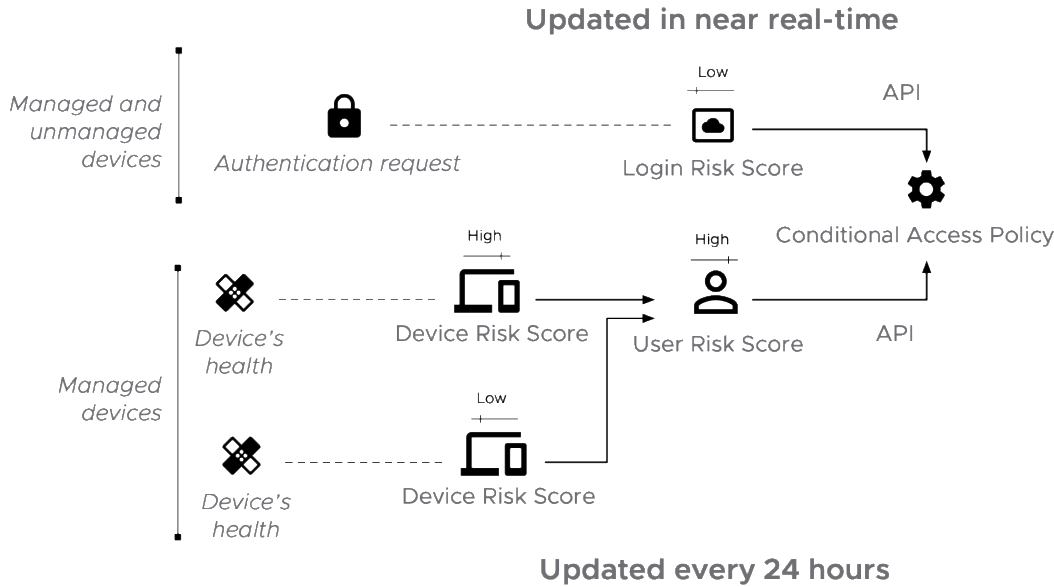 Updated in near real-time
Managed and
unmanaged
devices
Authentication request
Low
Login Risk Score
API
Conditional Access Policy
Managed
devices
Device's
health
High
Device Risk Score
High
User Risk Score
API
Device's
health
Low
Device Risk Score
Updated every 24 hours